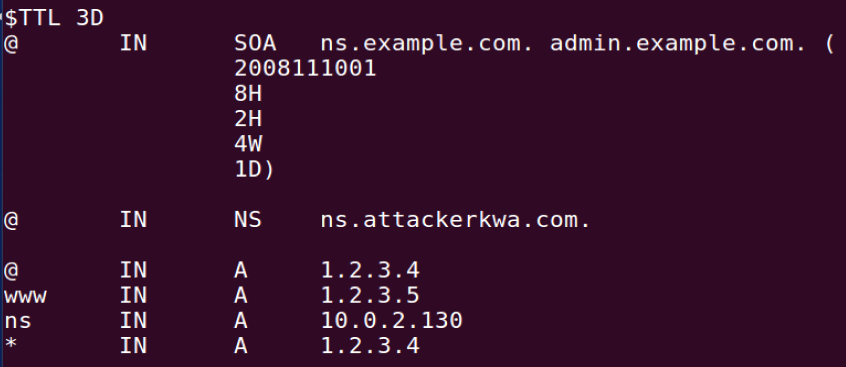 $TTL 3D
@ IN SOA ns.example.com. admin.example.com. (
2008111001
8H
2H
4W
1D)
@ IN NS ns.attackerkwa.com.
@ IN A 1.2.3.4
www IN A 1.2.3.5
ns IN A 10.0.2.130
* IN A 1.2.3.4